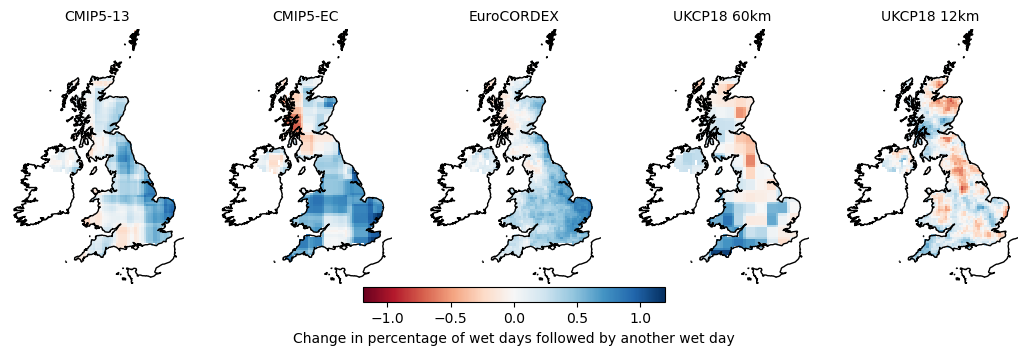 CMIP5-13 CMIP5-EC EuroCORDEX UKCP18 60km UKCP18 12km
−1.0 −0.5 0.0 0.5 1.0
Change in percentage of wet days followed by another wet day